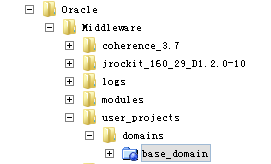 Oracle
Middleware
coherence_3.7
jrockit_160_29_D1.2.0-10
logs
modules
user_projects
domains
base_domain